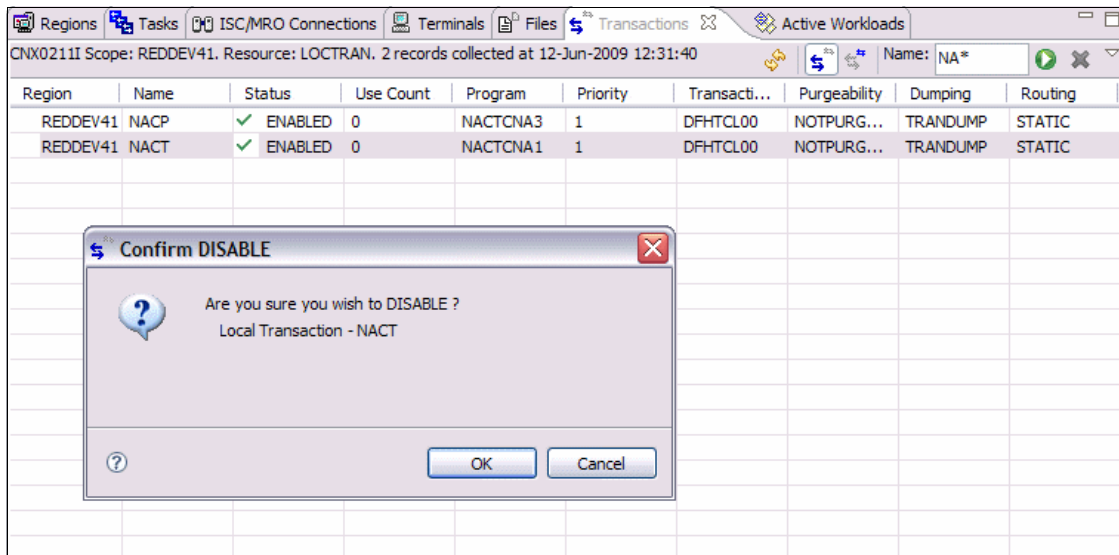 Regions Tasks ISC/MRO Connections Terminals Files Transactions Active Workloads
CNX0211I Scope: REDDEV41. Resource: LOCTRAN. 2 records collected at 12-Jun-2009 12:31:40 Name: NA*
Region Name Status Use Count Program Priority Transacti... Purgeability Dumping Routing
REDDEV41 NACP ENABLED 0 NACTCNA3 1 DFHTCL00 NOTPURG... TRANDUMP STATIC
REDDEV41 NACT ENABLED 0 NACTCNA1 1 DFHTCL00 NOTPURG... TRANDUMP STATIC
Confirm DISABLE
Are you sure you wish to DISABLE ?
Local Transaction - NACT
OK Cancel